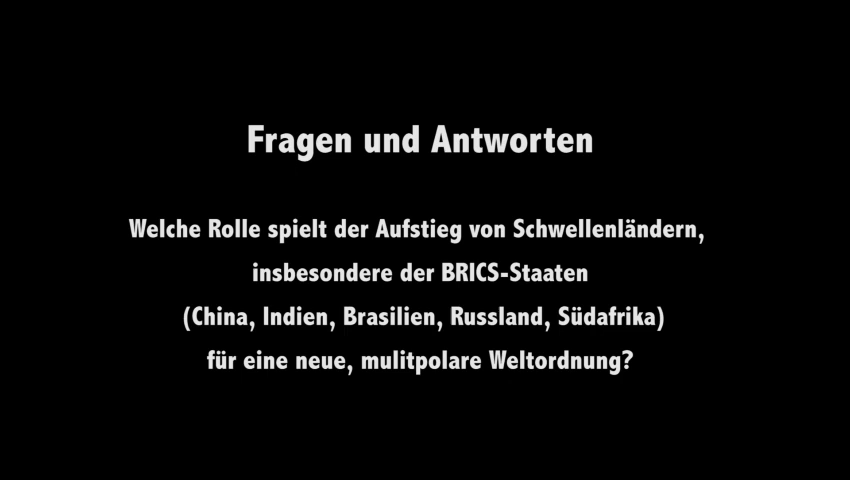 Fragen und Antworten
Welche Rolle spielt der Aufstieg von Schwellenländern,
insbesondere der BRICS-Staaten
(China, Indien, Brasilien, Russland, Südafrika)
für eine neue, mulitpolare Weltordnung?